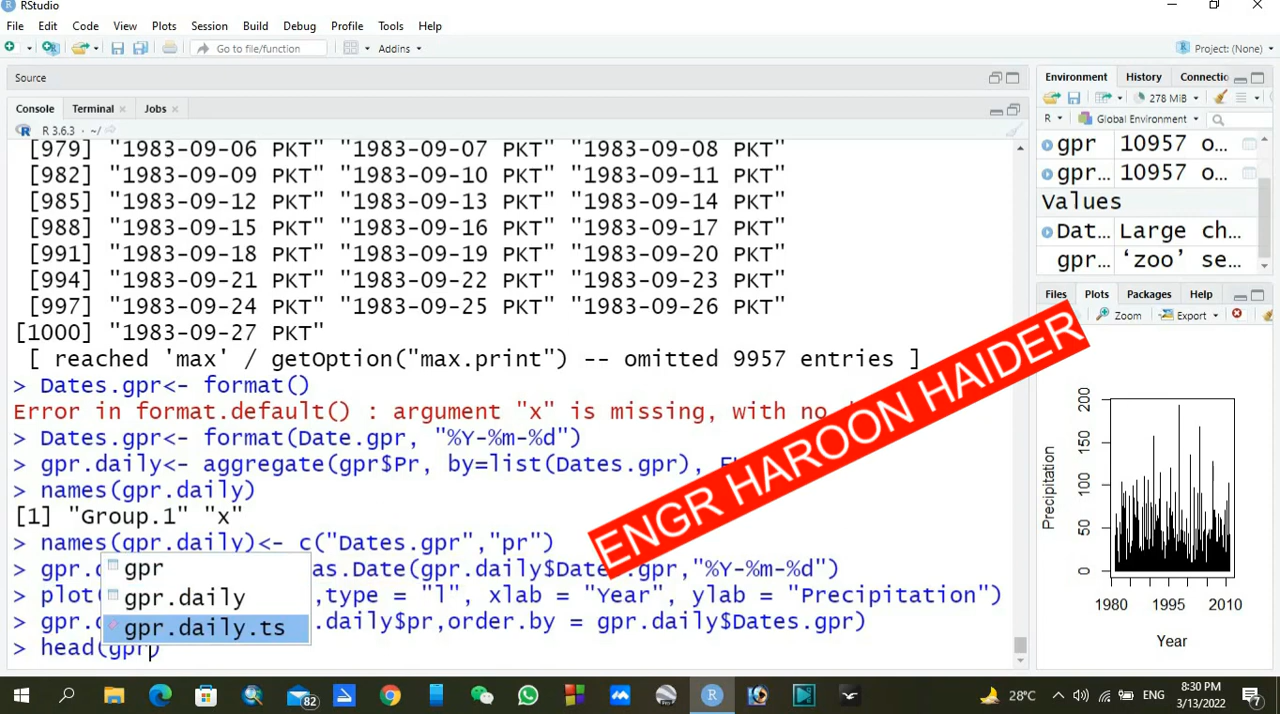 RStudio
File Edit Code View Plots Session Build Debug Profile Tools Help
Go to file/function Addins Project: (None)
Source
Console Terminal Jobs
R 3.6.3 · ~/
[979] "1983-09-06 PKT" "1983-09-07 PKT" "1983-09-08 PKT"
[982] "1983-09-09 PKT" "1983-09-10 PKT" "1983-09-11 PKT"
[985] "1983-09-12 PKT" "1983-09-13 PKT" "1983-09-14 PKT"
[988] "1983-09-15 PKT" "1983-09-16 PKT" "1983-09-17 PKT"
[991] "1983-09-18 PKT" "1983-09-19 PKT" "1983-09-20 PKT"
[994] "1983-09-21 PKT" "1983-09-22 PKT" "1983-09-23 PKT"
[997] "1983-09-24 PKT" "1983-09-25 PKT" "1983-09-26 PKT"
[1000] "1983-09-27 PKT"
[ reached 'max' / getOption("max.print") -- omitted 9957 entries ]
> Dates.gpr<- format()
Error in format.default() : argument "x" is missing, with no
> Dates.gpr<- format(Date.gpr, "%Y-%m-%d")
> gpr.daily<- aggregate(gpr$Pr, by=list(Dates.gpr),
> names(gpr.daily)
[1] "Group.1" "x"
> names(gpr.daily)<- c("Dates.gpr","pr")
> gpr. as.Date(gpr.daily$ gpr,"%Y-%m-%d")
> plot( ,type = "l", xlab = "Year", ylab = "Precipitation")
> gpr. .daily$pr,order.by = gpr.daily$Dates.gpr)
> head(gpr)
gpr
gpr.daily
gpr.daily.ts
ENGR HAROON HAIDER
Environment History Connectio
278 MiB
R Global Environment
gpr 10957 o...
gpr... 10957 o...
Values
Dat... Large ch...
gpr... ‘zoo’ se...
Files Plots Packages Help
Zoom Export
Precipitation
200
150
100
50
0
1980 1995 2010
Year
82
28°C ENG 8:30 PM
3/13/2022
7